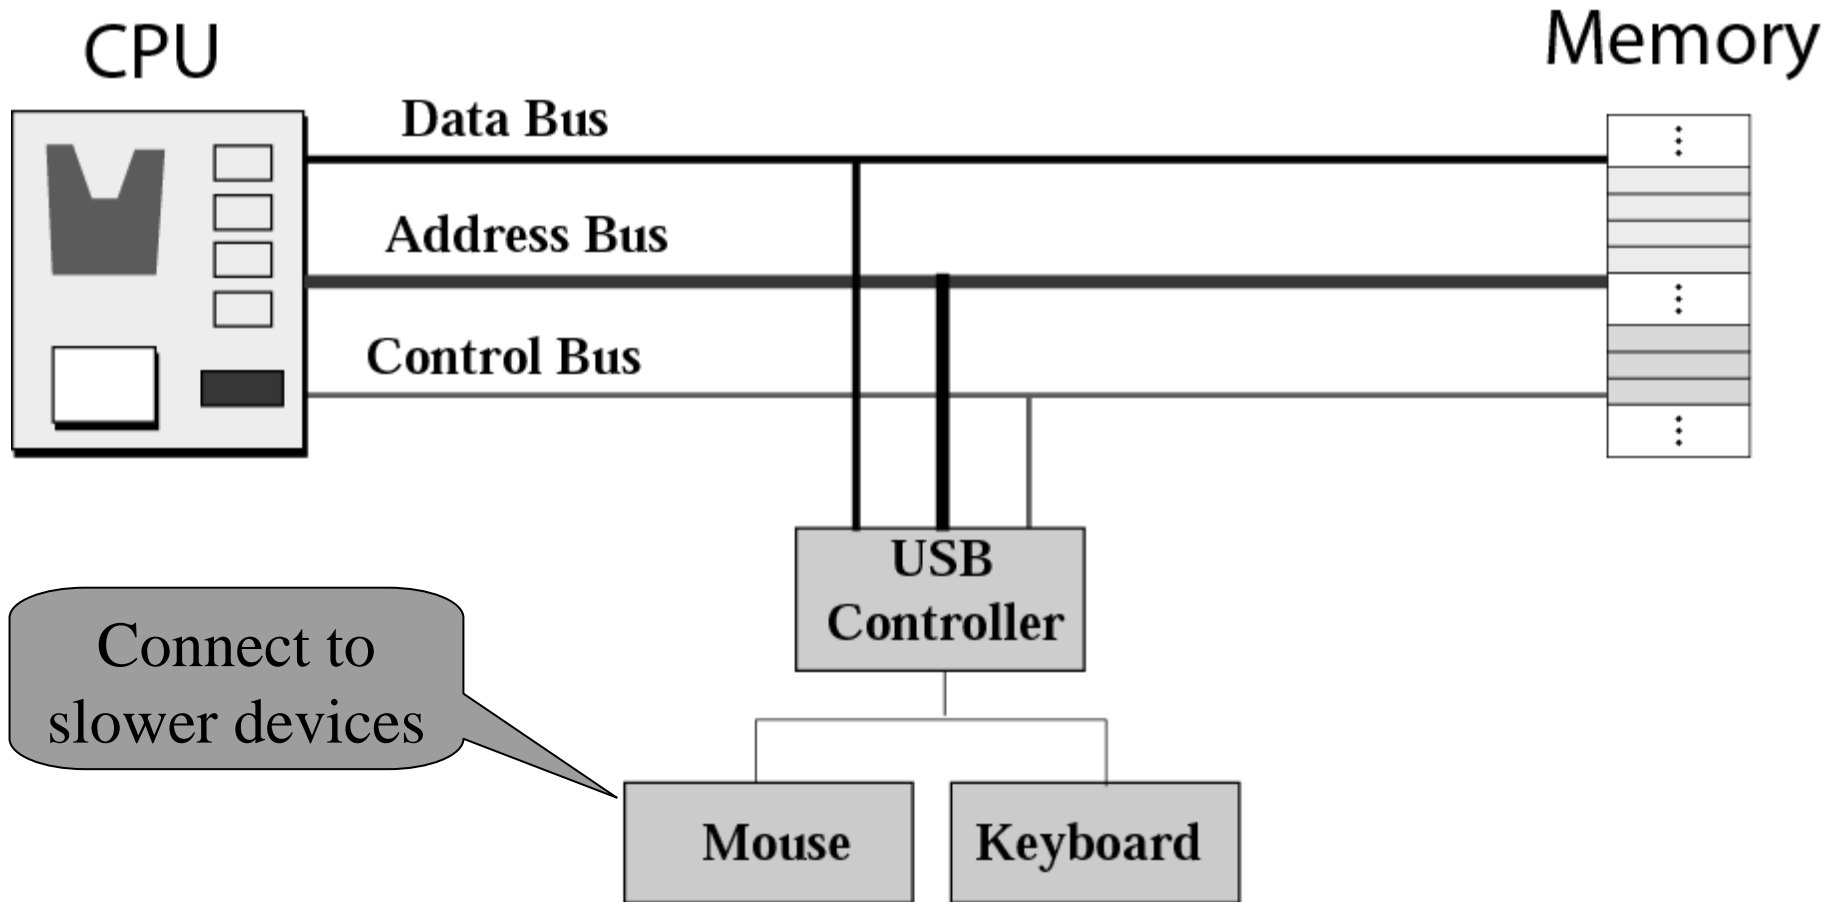 CPU
Memory
Data Bus
Address Bus
Control Bus
USB
Controller
Connect to
slower devices
Mouse
Keyboard